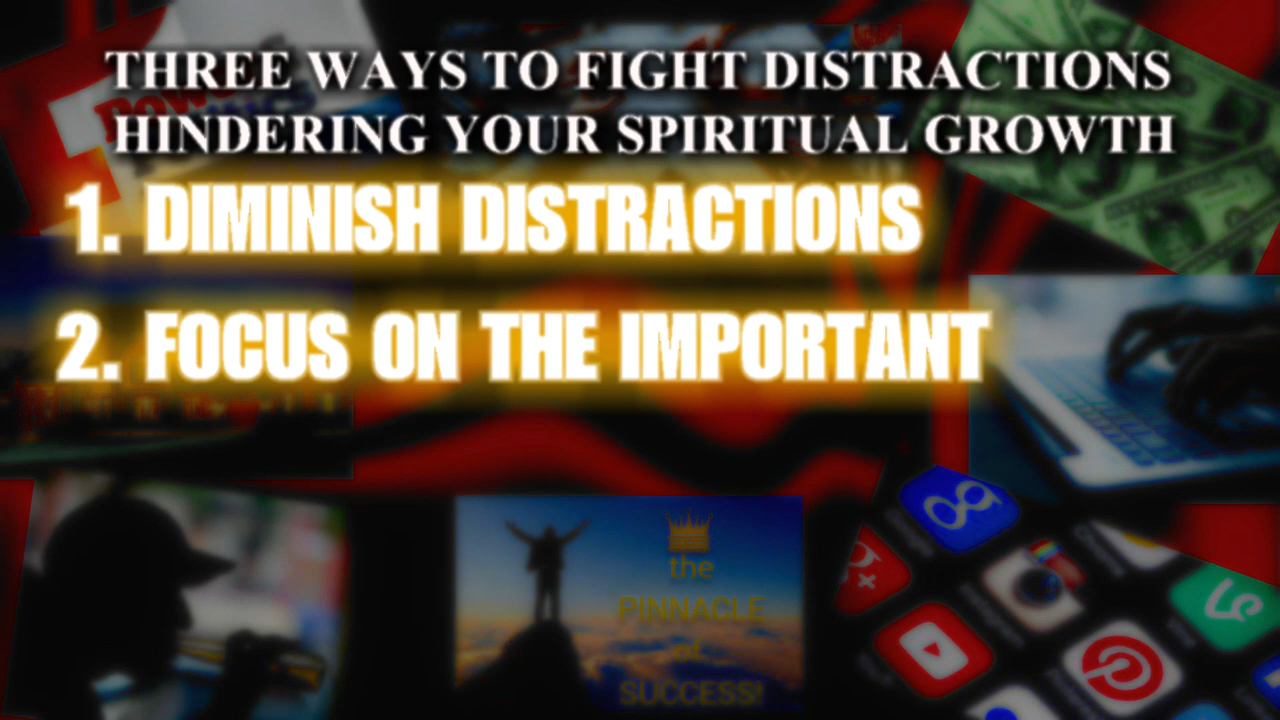 THREE WAYS TO FIGHT DISTRACTIONS
HINDERING YOUR SPIRITUAL GROWTH
1. DIMINISH DISTRACTIONS
2. FOCUS ON THE IMPORTANT
the
PINNACLE
of
SUCCESS!